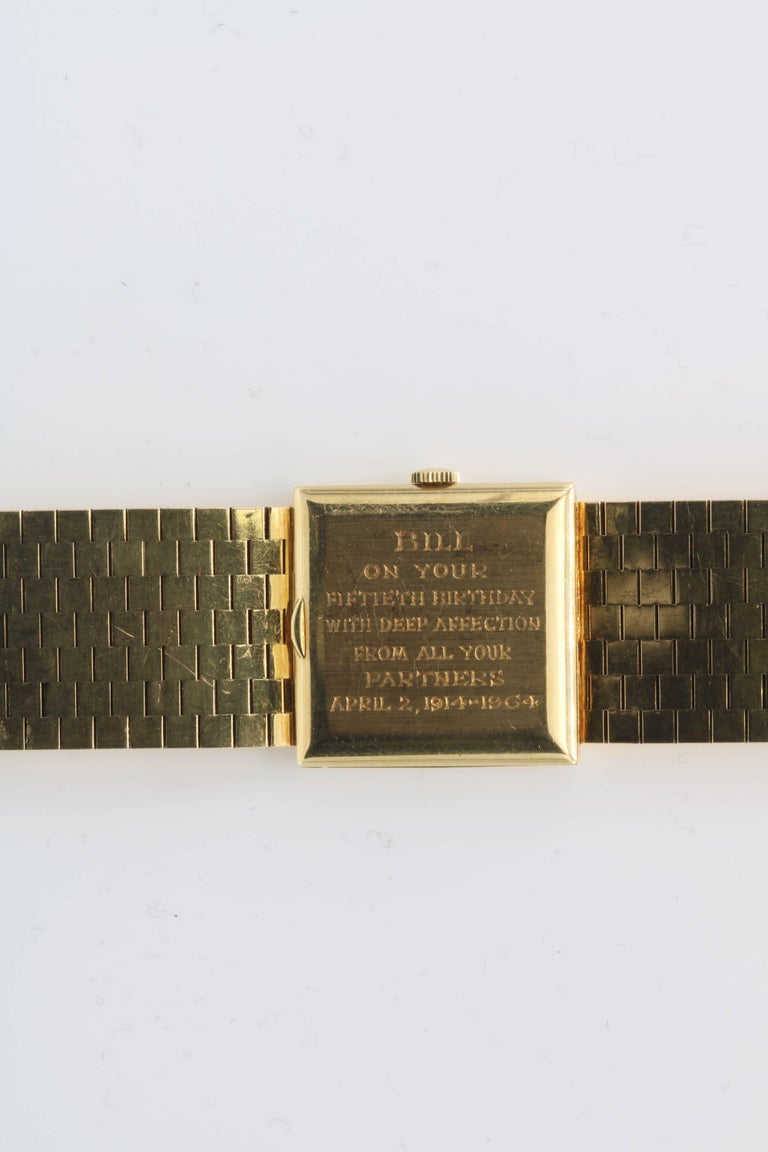 BILL
ON YOUR
FIFTIETH BIRTHDAY
WITH DEEP AFFECTION
FROM ALL YOUR
PARTNERS
APRIL 2, 1914-1964